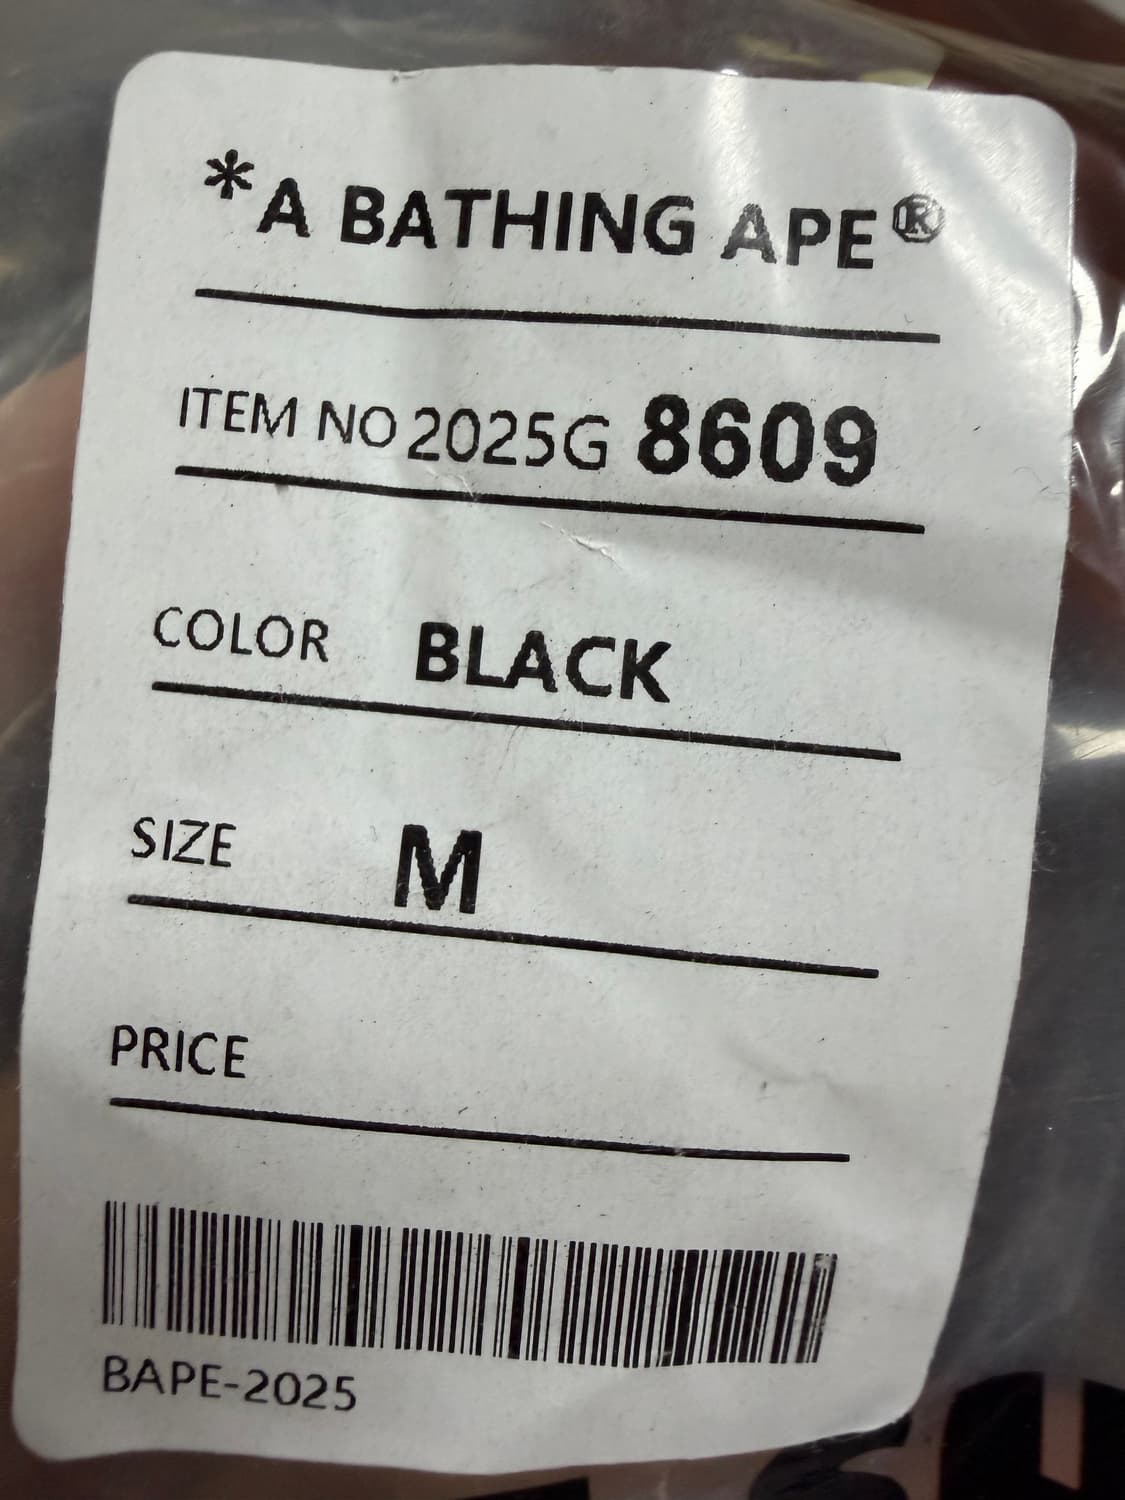 *A BATHING APE®
ITEM NO 2025G 8609
COLOR BLACK
SIZE M
PRICE
BAPE-2025